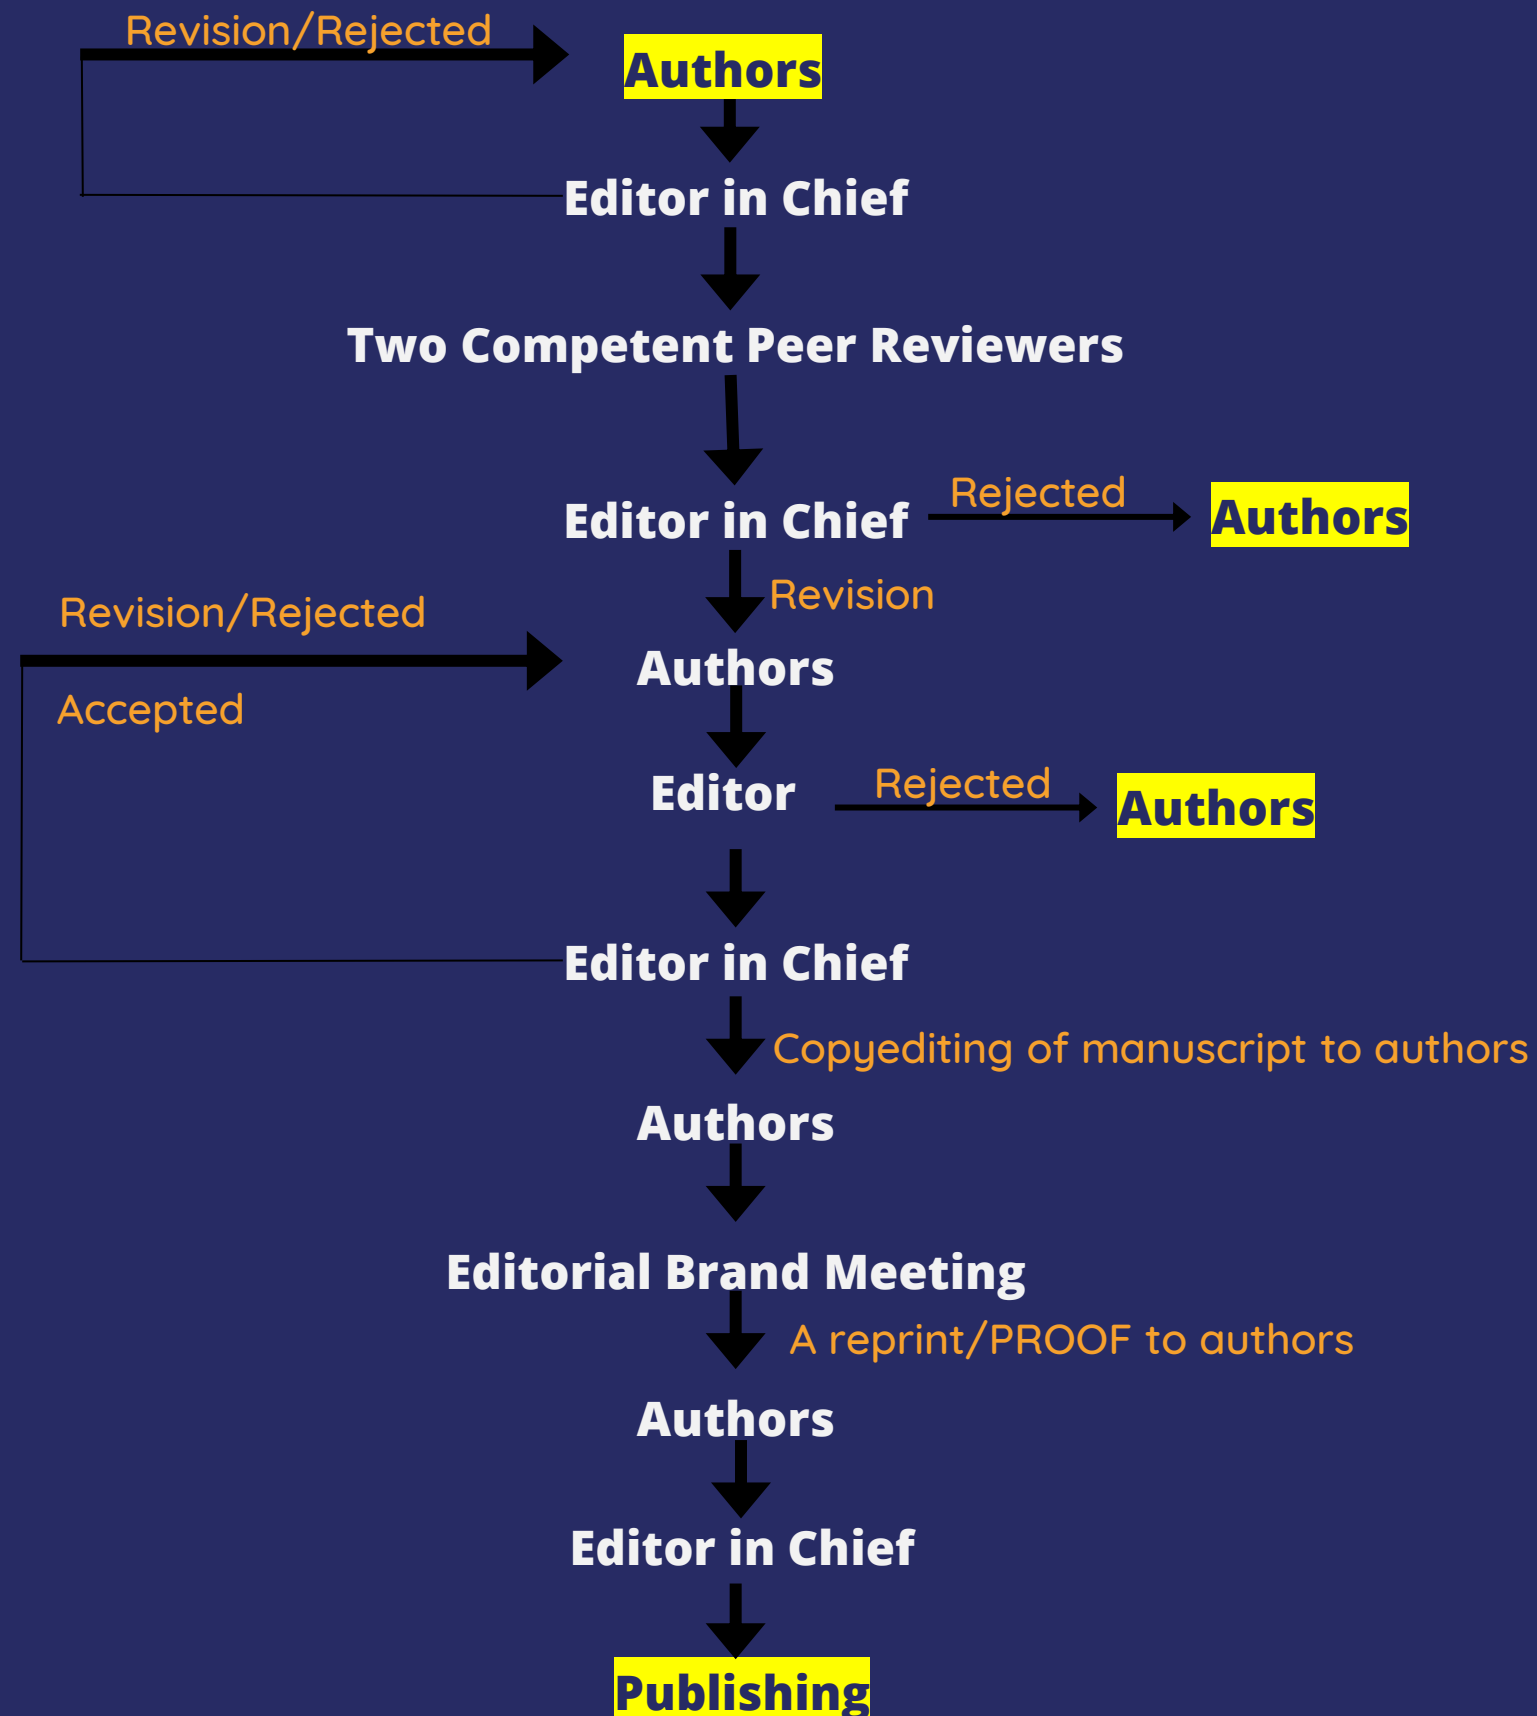 Revision/Rejected
Authors
Editor in Chief
Two Competent Peer Reviewers
Editor in Chief
Rejected
Authors
Revision
Revision/Rejected
Authors
Accepted
Editor
Rejected
Authors
Editor in Chief
Copyediting of manuscript to authors
Authors
Editorial Brand Meeting
A reprint/PROOF to authors
Authors
Editor in Chief
Publishing